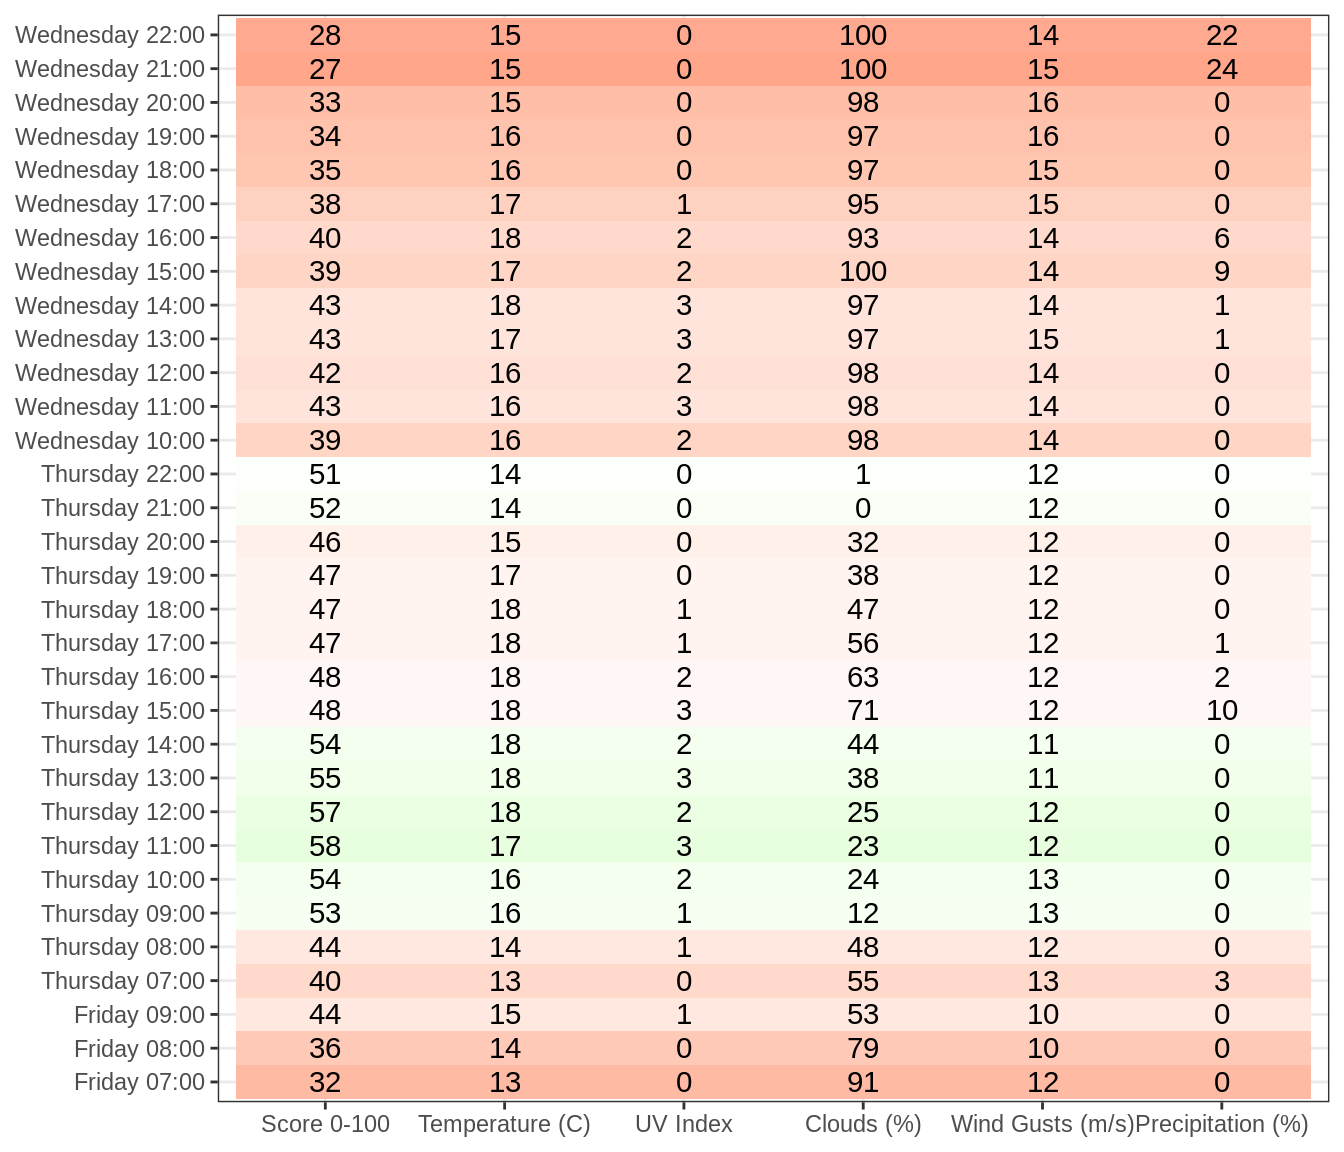 Wednesday 22:00 28 15 0 100 14 22
Wednesday 21:00 27 15 0 100 15 24
Wednesday 20:00 33 15 0 98 16 0
Wednesday 19:00 34 16 0 97 16 0
Wednesday 18:00 35 16 0 97 15 0
Wednesday 17:00 38 17 1 95 15 0
Wednesday 16:00 40 18 2 93 14 6
Wednesday 15:00 39 17 2 100 14 9
Wednesday 14:00 43 18 3 97 14 1
Wednesday 13:00 43 17 3 97 15 1
Wednesday 12:00 42 16 2 98 14 0
Wednesday 11:00 43 16 3 98 14 0
Wednesday 10:00 39 16 2 98 14 0
Thursday 22:00 51 14 0 1 12 0
Thursday 21:00 52 14 0 0 12 0
Thursday 20:00 46 15 0 32 12 0
Thursday 19:00 47 17 0 38 12 0
Thursday 18:00 47 18 1 47 12 0
Thursday 17:00 47 18 1 56 12 1
Thursday 16:00 48 18 2 63 12 2
Thursday 15:00 48 18 3 71 12 10
Thursday 14:00 54 18 2 44 11 0
Thursday 13:00 55 18 3 38 11 0
Thursday 12:00 57 18 2 25 12 0
Thursday 11:00 58 17 3 23 12 0
Thursday 10:00 54 16 2 24 13 0
Thursday 09:00 53 16 1 12 13 0
Thursday 08:00 44 14 1 48 12 0
Thursday 07:00 40 13 0 55 13 3
Friday 09:00 44 15 1 53 10 0
Friday 08:00 36 14 0 79 10 0
Friday 07:00 32 13 0 91 12 0
Score 0-100 Temperature (C) UV Index Clouds (%) Wind Gusts (m/s) Precipitation (%)